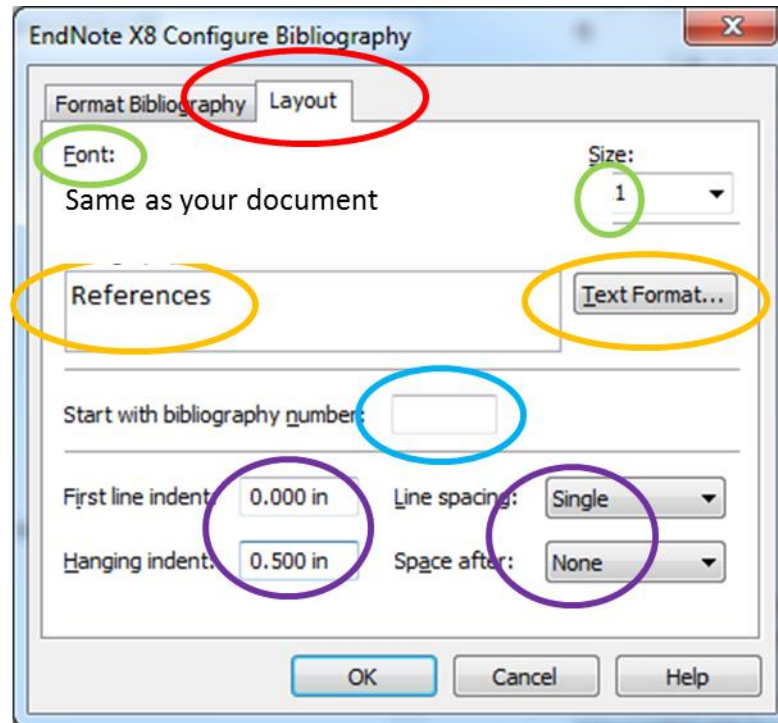 EndNote X8 Configure Bibliography
Format Bibliography Layout
Font: Size:
Same as your document 1
References Text Format...
Start with bibliography number:
First line indent: 0.000 in Line spacing: Single
Hanging indent: 0.500 in Space after: None
OK Cancel Help